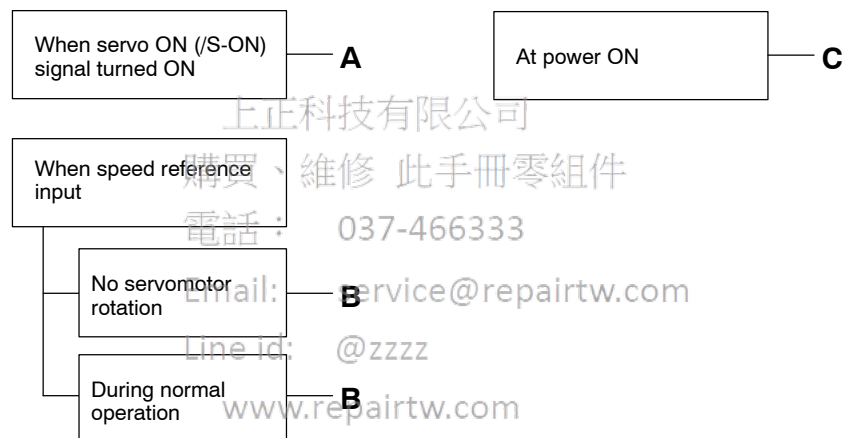 When servo ON (/S-ON)
signal turned ON
A
At power ON
C
上正科技有限公司
When speed reference
input
購買、維修 此手冊零組件
電話： 037-466333
No servomotor
rotation
B
Email: service@repairtw.com
Line id: @zzzz
During normal
operation
B
www.repairtw.com